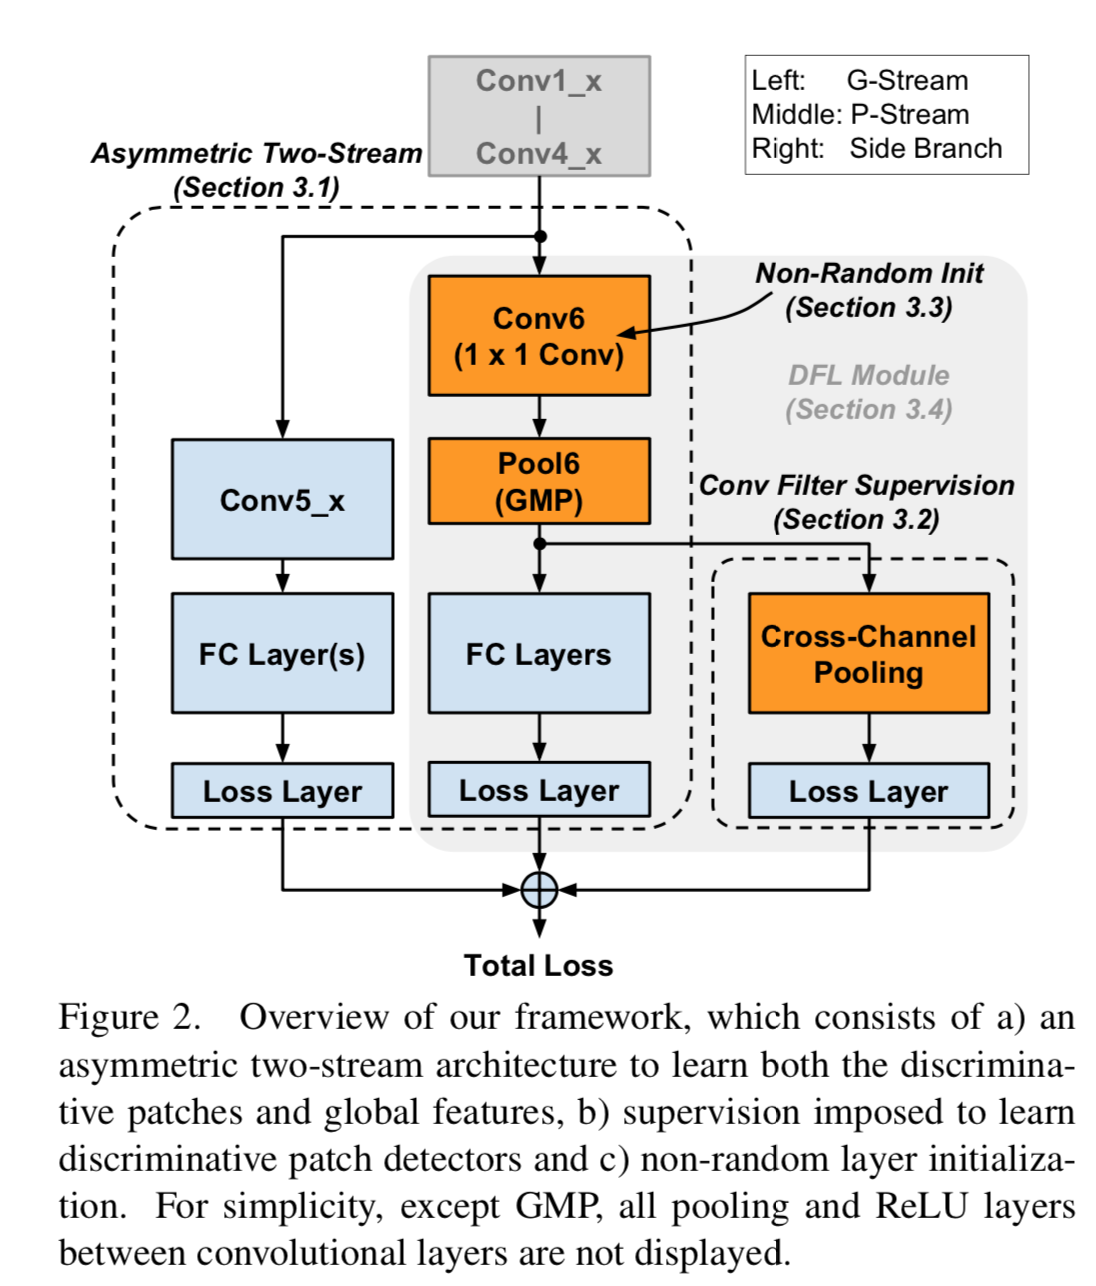 Conv1_x
|
Conv4_x
Left: G-Stream
Middle: P-Stream
Right: Side Branch
Asymmetric Two-Stream
(Section 3.1)
Non-Random Init
(Section 3.3)
Conv6
(1 x 1 Conv)
DFL Module
(Section 3.4)
Conv5_x
Pool6
(GMP)
Conv Filter Supervision
(Section 3.2)
FC Layer(s)
FC Layers
Cross-Channel
Pooling
Loss Layer
Loss Layer
Loss Layer
Total Loss
Figure 2. Overview of our framework, which consists of a) an
asymmetric two-stream architecture to learn both the discrimina-
tive patches and global features, b) supervision imposed to learn
discriminative patch detectors and c) non-random layer initializa-
tion. For simplicity, except GMP, all pooling and ReLU layers
between convolutional layers are not displayed.